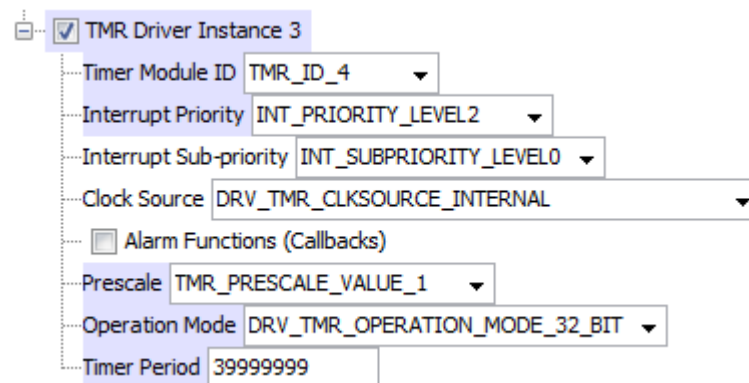 TMR Driver Instance 3
Timer Module ID TMR_ID_4
Interrupt Priority INT_PRIORITY_LEVEL2
Interrupt Sub-priority INT_SUBPRIORITY_LEVEL0
Clock Source DRV_TMR_CLKSOURCE_INTERNAL
Alarm Functions (Callbacks)
Prescale TMR_PRESCALE_VALUE_1
Operation Mode DRV_TMR_OPERATION_MODE_32_BIT
Timer Period 39999999